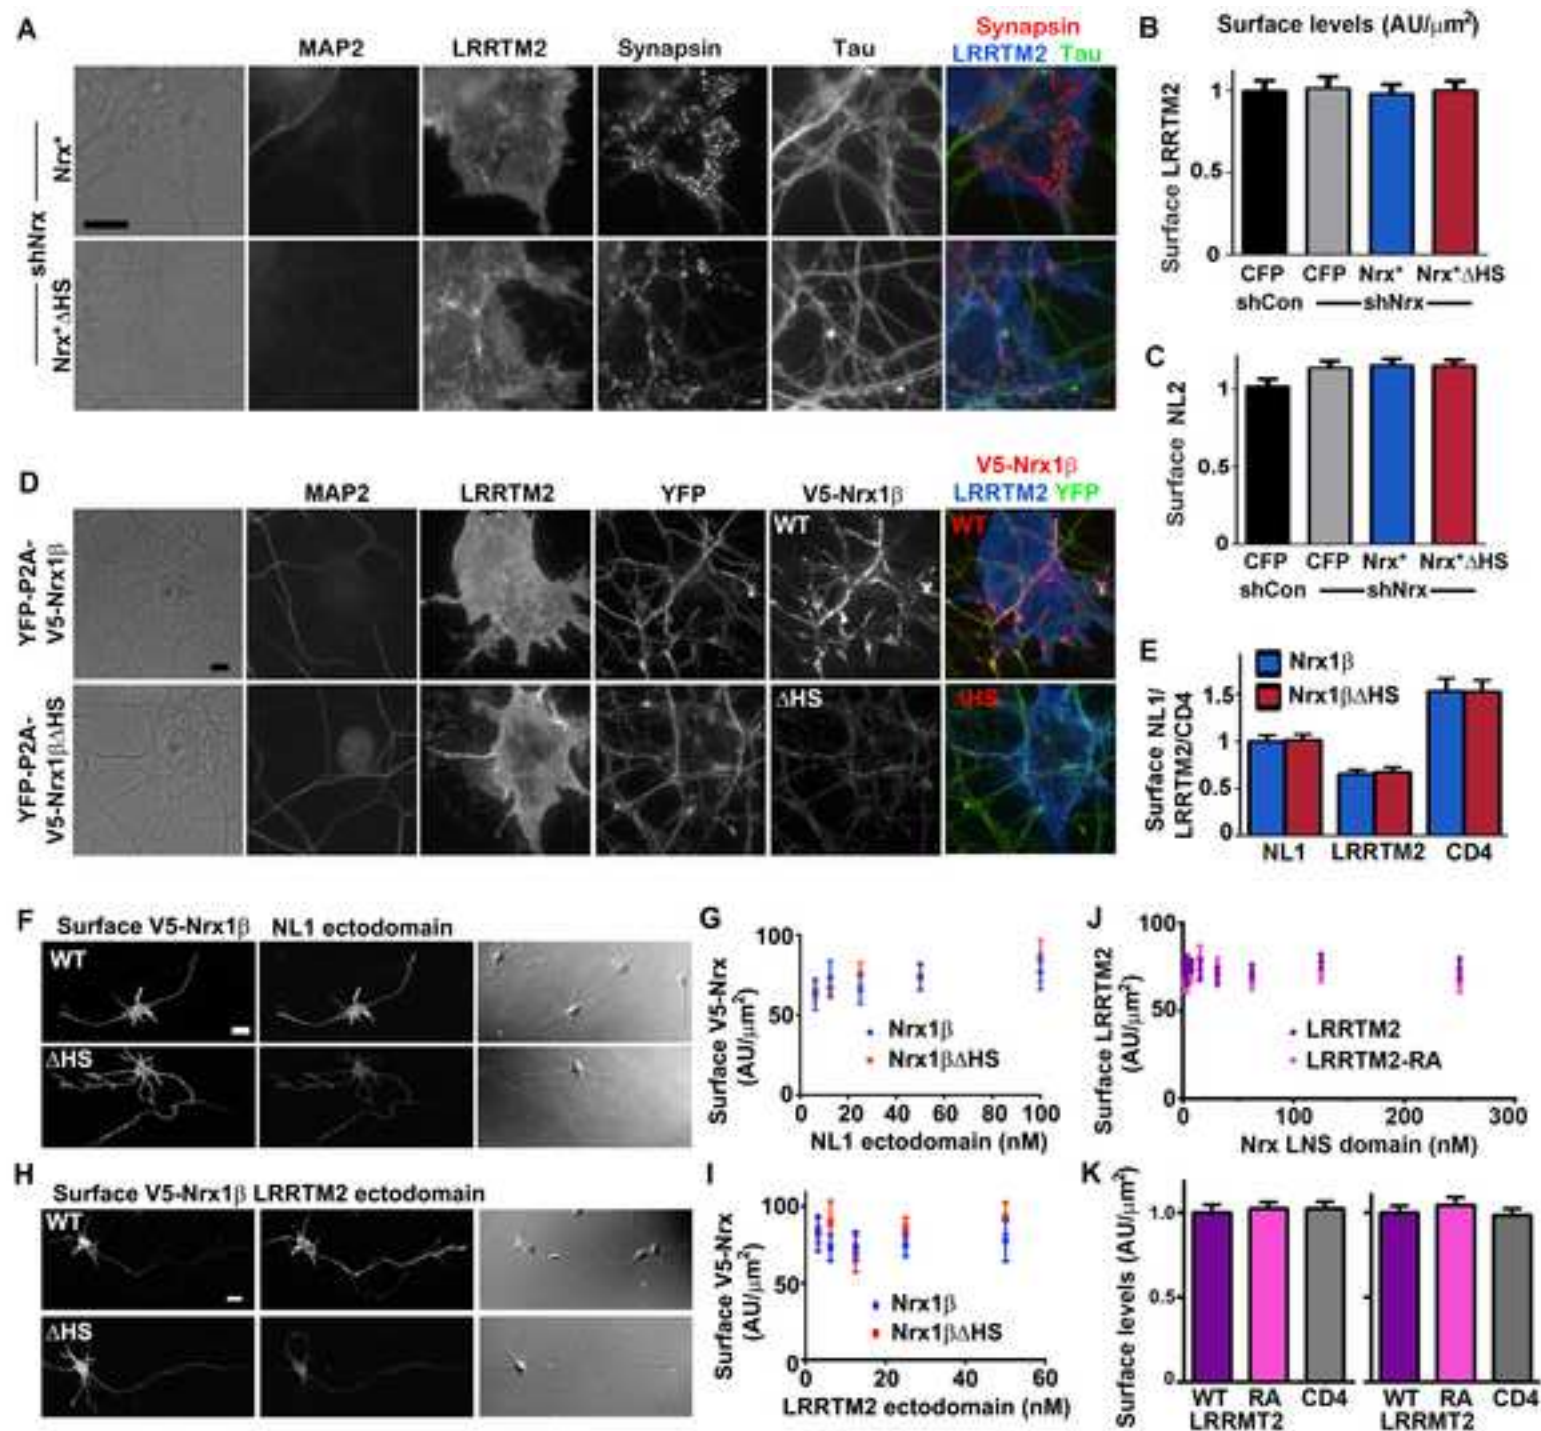 A
MAP2
LRRTM2
Synapsin
Tau
Synapsin
LRRTM2 Tau
shNrx
Nrx*
Nrx*ΔHS
B
Surface levels (AU/μm²)
Surface LRRTM2
1
0.5
0
CFP CFP Nrx* Nrx*ΔHS
shCon shNrx
C
Surface NL2
1
0.5
0
CFP CFP Nrx* Nrx*ΔHS
shCon shNrx
D
MAP2
LRRTM2
YFP
V5-Nrx1β
V5-Nrx1β
LRRTM2 YFP
YFP-P2A-
V5-Nrx1β
WT
WT
YFP-P2A-
V5-Nrx1βΔHS
ΔHS
ΔHS
E
Nrx1β
Nrx1βΔHS
Surface NL1/
LRRTM2/CD4
1.5
1
0.5
0
NL1 LRRTM2 CD4
F
Surface V5-Nrx1β NL1 ectodomain
WT
ΔHS
G
Surface V5-Nrx
(AU/μm²)
100
50
0
Nrx1β
Nrx1βΔHS
0 20 40 60 80 100
NL1 ectodomain (nM)
J
Surface LRRTM2
(AU/μm²)
100
50
0
LRRTM2
LRRTM2-RA
0 100 200 300
Nrx LNS domain (nM)
H
Surface V5-Nrx1β LRRTM2 ectodomain
WT
ΔHS
I
Surface V5-Nrx
(AU/μm²)
100
50
0
Nrx1β
Nrx1βΔHS
0 20 40 60
LRRTM2 ectodomain (nM)
K
Surface levels (AU/μm²)
1.0
0.5
0
WT RA CD4 WT RA CD4
LRRMT2 LRRMT2